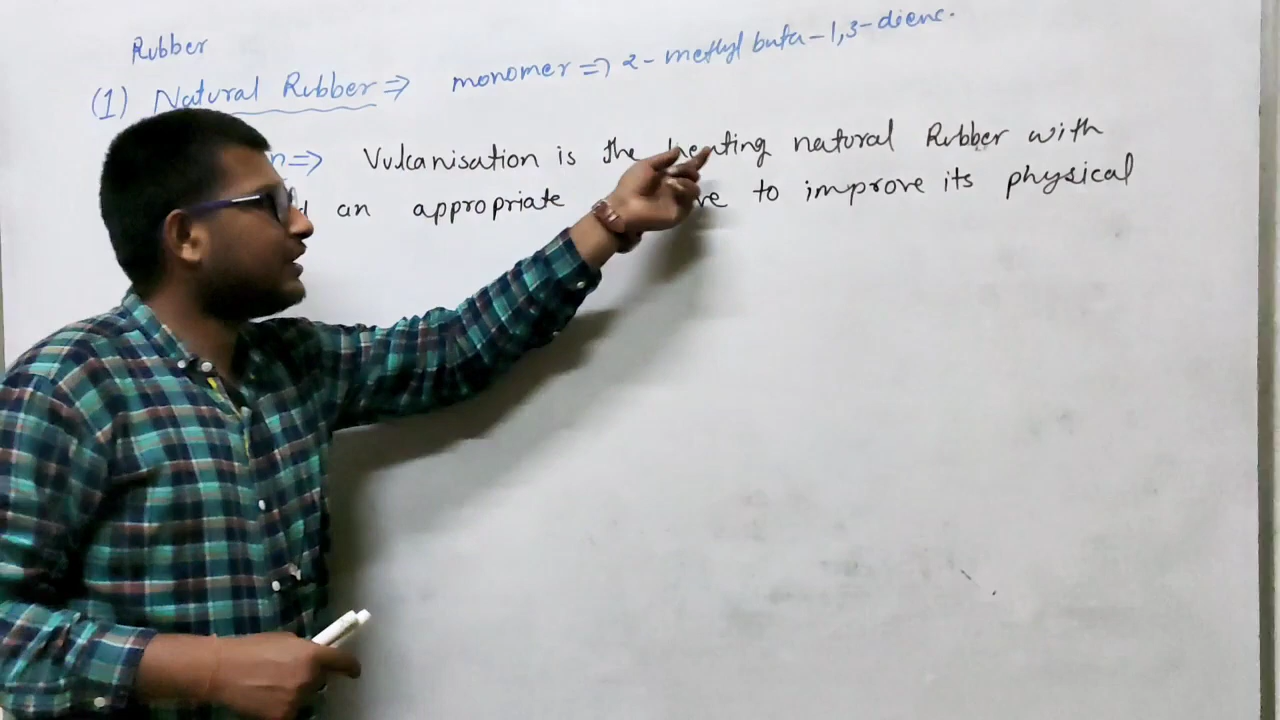 Rubber
(1) Natural Rubber ⇒ monomer ⇒ 2-methyl buta-1,3-diene.
⇒ Vulcanisation is the heating natural Rubber with
an appropriate to improve its physical